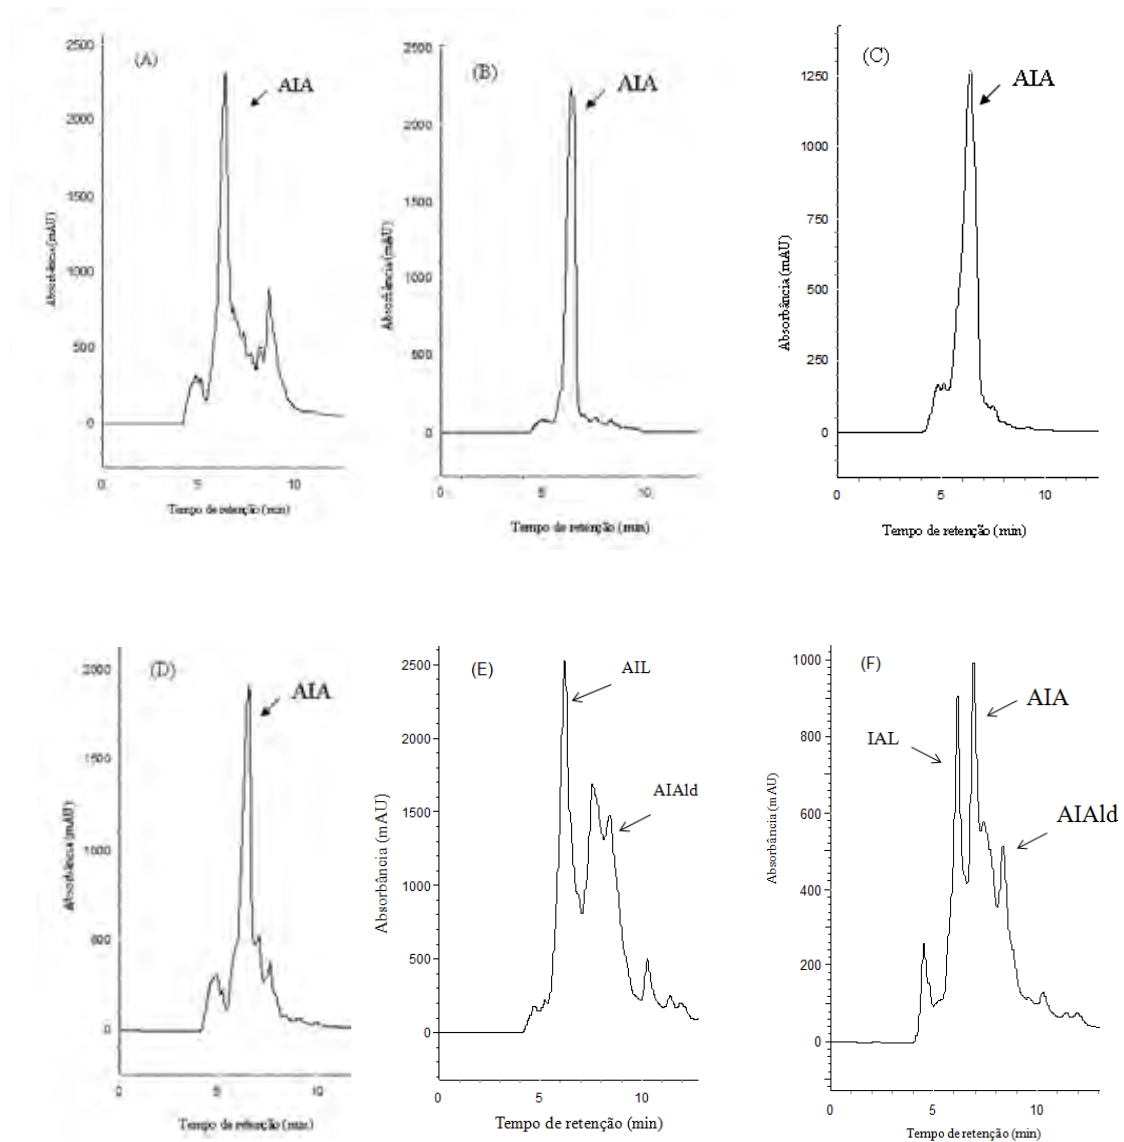 (A)
AIA
2500
2000
1500
1000
500
0
0
5
10
Absorbância (mAU)
Tempo de retenção (min)
(B)
AIA
2500
2000
1500
1000
500
0
0
5
10
Absorbância (mAU)
Tempo de retenção (min)
(C)
AIA
1250
1000
750
500
250
0
0
5
10
Absorbância (mAU)
Tempo de retenção (min)
(D)
AIA
2000
1500
1000
500
0
0
5
10
Absorbância (mAU)
Tempo de retenção (min)
(E)
AIL
AIAld
2500
2000
1500
1000
500
0
0
5
10
Absorbância (mAU)
Tempo de retenção (min)
(F)
AIA
IAL
AIAld
1000
800
600
400
200
0
0
5
10
Absorbância (mAU)
Tempo de retenção (min)